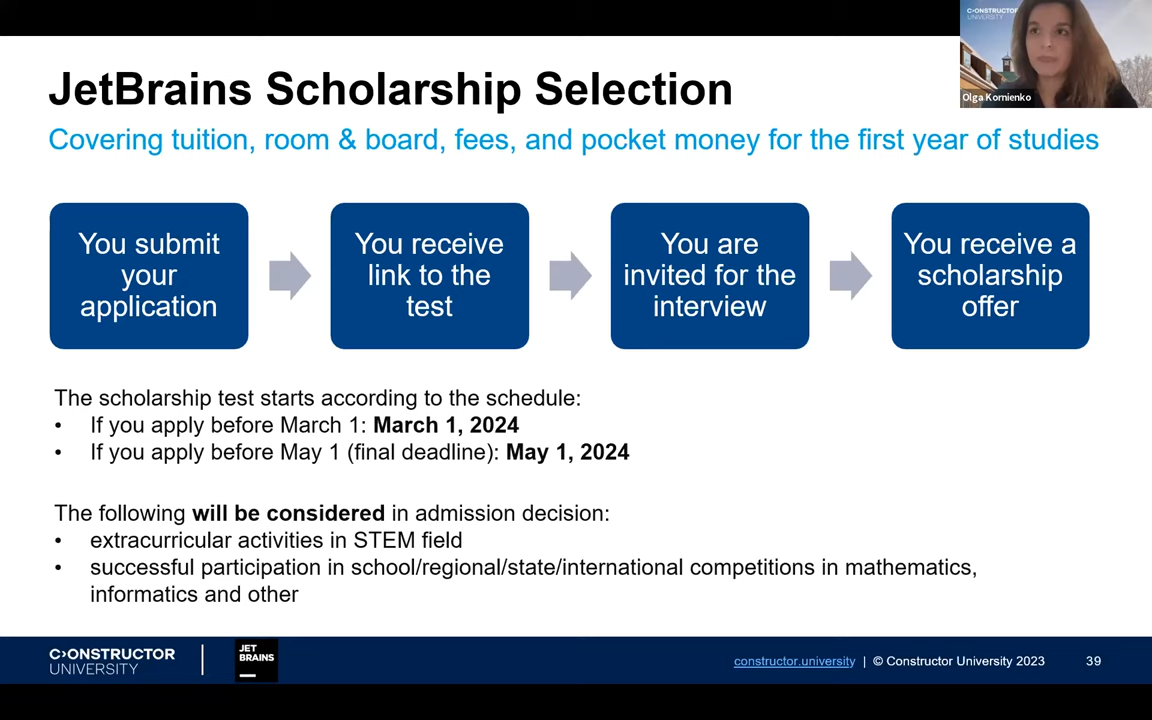 C>ONSTRUCTOR
UNIVERSITY
Olga Kornienko
JetBrains Scholarship Selection
Covering tuition, room & board, fees, and pocket money for the first year of studies
You submit
your
application
You receive
link to the
test
You are
invited for the
interview
You receive a
scholarship
offer
The scholarship test starts according to the schedule:
• If you apply before March 1: March 1, 2024
• If you apply before May 1 (final deadline): May 1, 2024
The following will be considered in admission decision:
• extracurricular activities in STEM field
• successful participation in school/regional/state/international competitions in mathematics,
informatics and other
C>ONSTRUCTOR
UNIVERSITY
JET
BRAINS
constructor.university | © Constructor University 2023 39